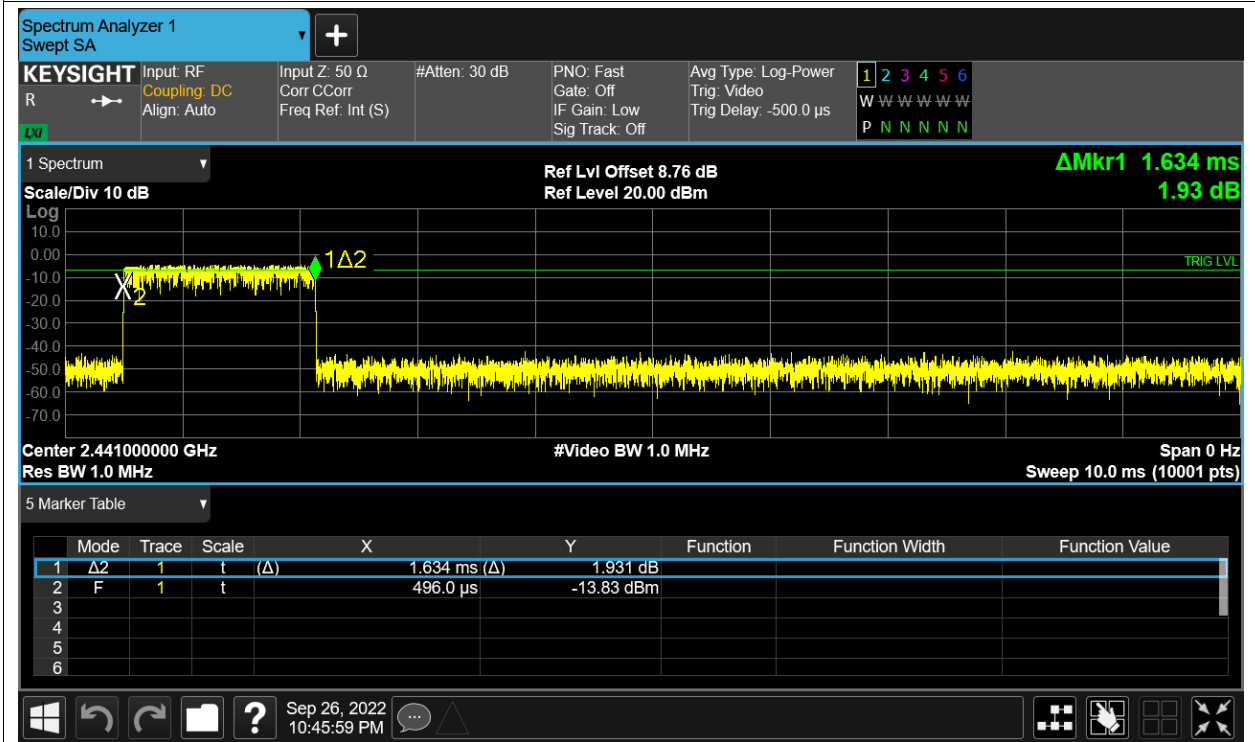 Spectrum Analyzer 1
Swept SA
KEYSIGHT Input: RF Input Z: 50 Ω #Atten: 30 dB PNO: Fast Avg Type: Log-Power 1 2 3 4 5 6
R Coupling: DC Corr CCorr Gate: Off Trig: Video W W W W W W
Align: Auto Freq Ref: Int (S) IF Gain: Low Trig Delay: -500.0 µs
LXI Sig Track: Off P N N N N N
1 Spectrum Ref Lvl Offset 8.76 dB ΔMkr1 1.634 ms
Scale/Div 10 dB Ref Level 20.00 dBm 1.93 dB
Log
10.0
0.00 1Δ2 TRIG LVL
-10.0
2
-20.0
-30.0
-40.0
-50.0
-60.0
-70.0
Center 2.441000000 GHz #Video BW 1.0 MHz Span 0 Hz
Res BW 1.0 MHz Sweep 10.0 ms (10001 pts)
5 Marker Table
Mode Trace Scale X Y Function Function Width Function Value
1 Δ2 1 t (Δ) 1.634 ms (Δ) 1.931 dB
2 F 1 t 496.0 µs -13.83 dBm
3
4
5
6
? Sep 26, 2022
10:45:59 PM